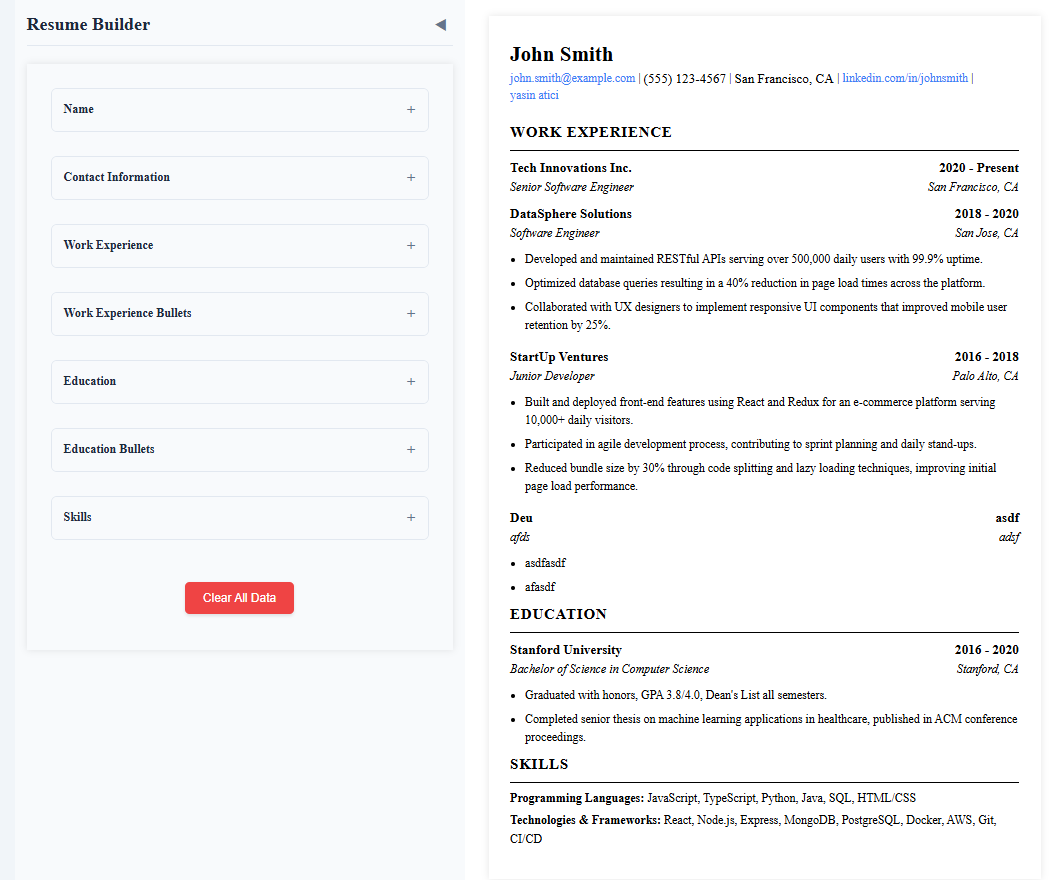 Resume Builder
◀
Name +
Contact Information +
Work Experience +
Work Experience Bullets +
Education +
Education Bullets +
Skills +
Clear All Data
John Smith
john.smith@example.com | (555) 123-4567 | San Francisco, CA | linkedin.com/in/johnsmith |
yasin atici
WORK EXPERIENCE
Tech Innovations Inc. 2020 - Present
Senior Software Engineer San Francisco, CA
DataSphere Solutions 2018 - 2020
Software Engineer San Jose, CA
• Developed and maintained RESTful APIs serving over 500,000 daily users with 99.9% uptime.
• Optimized database queries resulting in a 40% reduction in page load times across the platform.
• Collaborated with UX designers to implement responsive UI components that improved mobile user
retention by 25%.
StartUp Ventures 2016 - 2018
Junior Developer Palo Alto, CA
• Built and deployed front-end features using React and Redux for an e-commerce platform serving
10,000+ daily visitors.
• Participated in agile development process, contributing to sprint planning and daily stand-ups.
• Reduced bundle size by 30% through code splitting and lazy loading techniques, improving initial
page load performance.
Deu asdf
afds adsf
• asdfasdf
• afasdf
EDUCATION
Stanford University 2016 - 2020
Bachelor of Science in Computer Science Stanford, CA
• Graduated with honors, GPA 3.8/4.0, Dean's List all semesters.
• Completed senior thesis on machine learning applications in healthcare, published in ACM conference
proceedings.
SKILLS
Programming Languages: JavaScript, TypeScript, Python, Java, SQL, HTML/CSS
Technologies & Frameworks: React, Node.js, Express, MongoDB, PostgreSQL, Docker, AWS, Git,
CI/CD